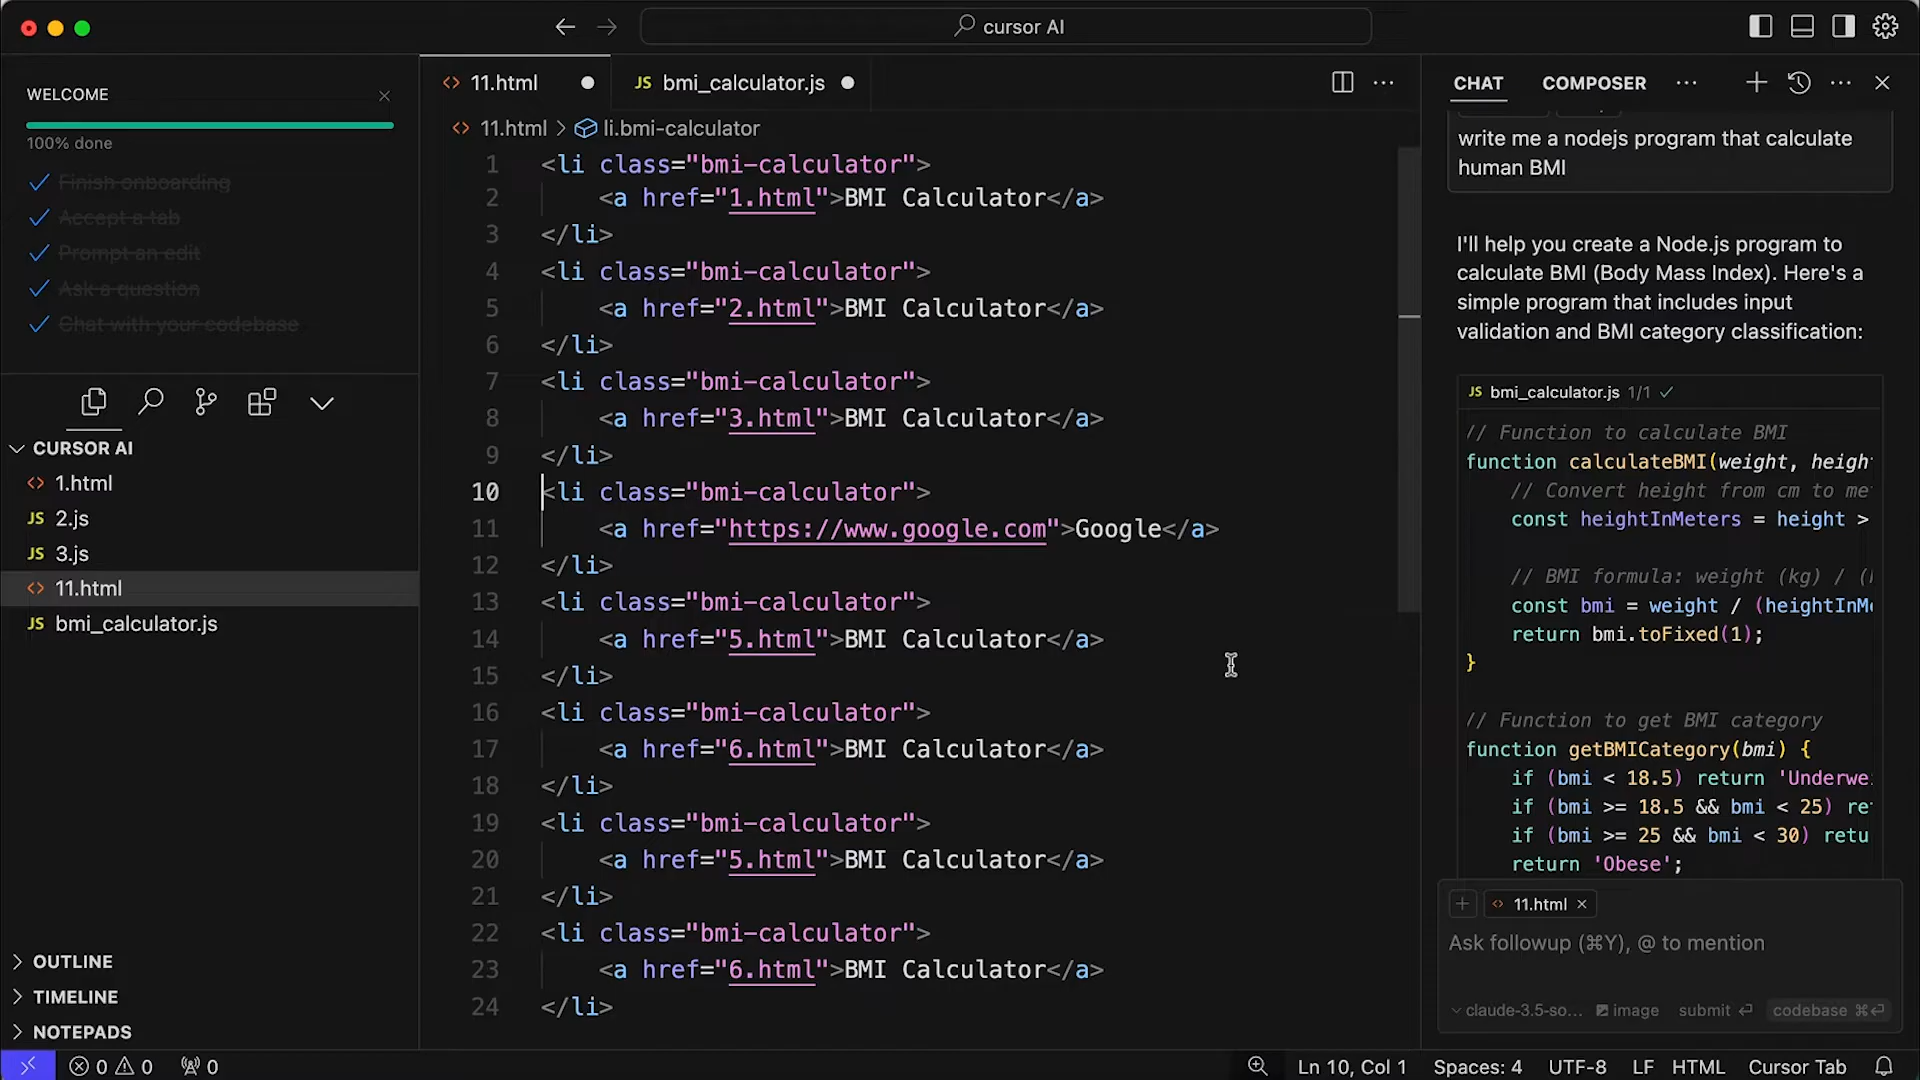 cursor AI
WELCOME
100% done
Finish onboarding
Accept a tab
Prompt an edit
Ask a question
Chat with your codebase
CURSOR AI
1.html
2.js
3.js
11.html
bmi_calculator.js
OUTLINE
TIMELINE
NOTEPADS
11.html
JS bmi_calculator.js
11.html > li.bmi-calculator
1 <li class="bmi-calculator">
2 <a href="1.html">BMI Calculator</a>
3 </li>
4 <li class="bmi-calculator">
5 <a href="2.html">BMI Calculator</a>
6 </li>
7 <li class="bmi-calculator">
8 <a href="3.html">BMI Calculator</a>
9 </li>
10 <li class="bmi-calculator">
11 <a href="https://www.google.com">Google</a>
12 </li>
13 <li class="bmi-calculator">
14 <a href="5.html">BMI Calculator</a>
15 </li>
16 <li class="bmi-calculator">
17 <a href="6.html">BMI Calculator</a>
18 </li>
19 <li class="bmi-calculator">
20 <a href="5.html">BMI Calculator</a>
21 </li>
22 <li class="bmi-calculator">
23 <a href="6.html">BMI Calculator</a>
24 </li>
CHAT COMPOSER
write me a nodejs program that calculate
human BMI
I'll help you create a Node.js program to
calculate BMI (Body Mass Index). Here's a
simple program that includes input
validation and BMI category classification:
JS bmi_calculator.js 1/1
// Function to calculate BMI
function calculateBMI(weight, heigh
// Convert height from cm to me
const heightInMeters = height >
// BMI formula: weight (kg) / (
const bmi = weight / (heightInMe
return bmi.toFixed(1);
}
// Function to get BMI category
function getBMICategory(bmi) {
if (bmi < 18.5) return 'Underwe
if (bmi >= 18.5 && bmi < 25) re
if (bmi >= 25 && bmi < 30) retu
return 'Obese';
11.html
Ask followup (⌘Y), @ to mention
claude-3.5-so... image submit ↵ codebase ⌘↵
0 0 0
Ln 10, Col 1 Spaces: 4 UTF-8 LF HTML Cursor Tab